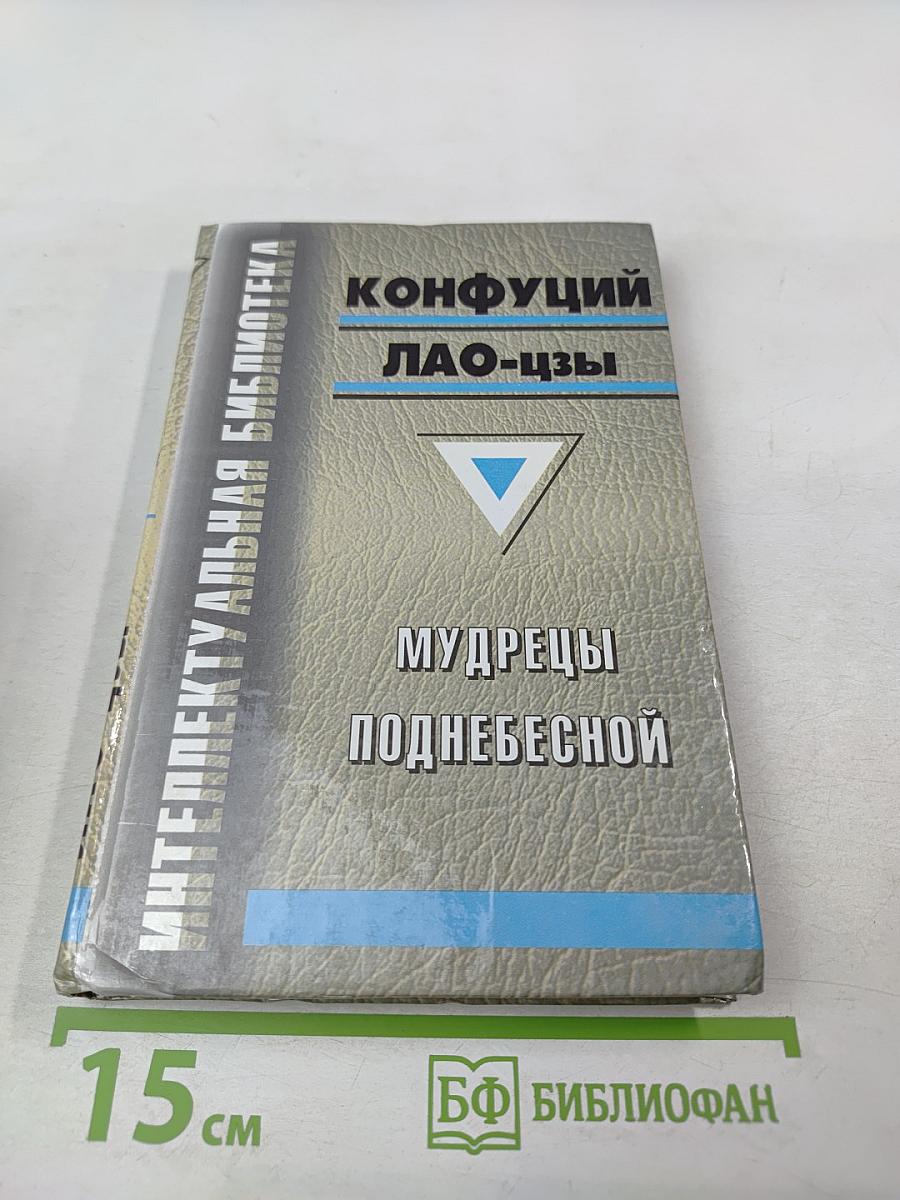 ИНТЕЛЛЕКТУАЛЬНАЯ БИБЛИОТЕКА
КОНФУЦИЙ
ЛАО-цзы
МУДРЕЦЫ
ПОДНЕБЕСНОЙ
15 см
БФ БИБЛИОФАН